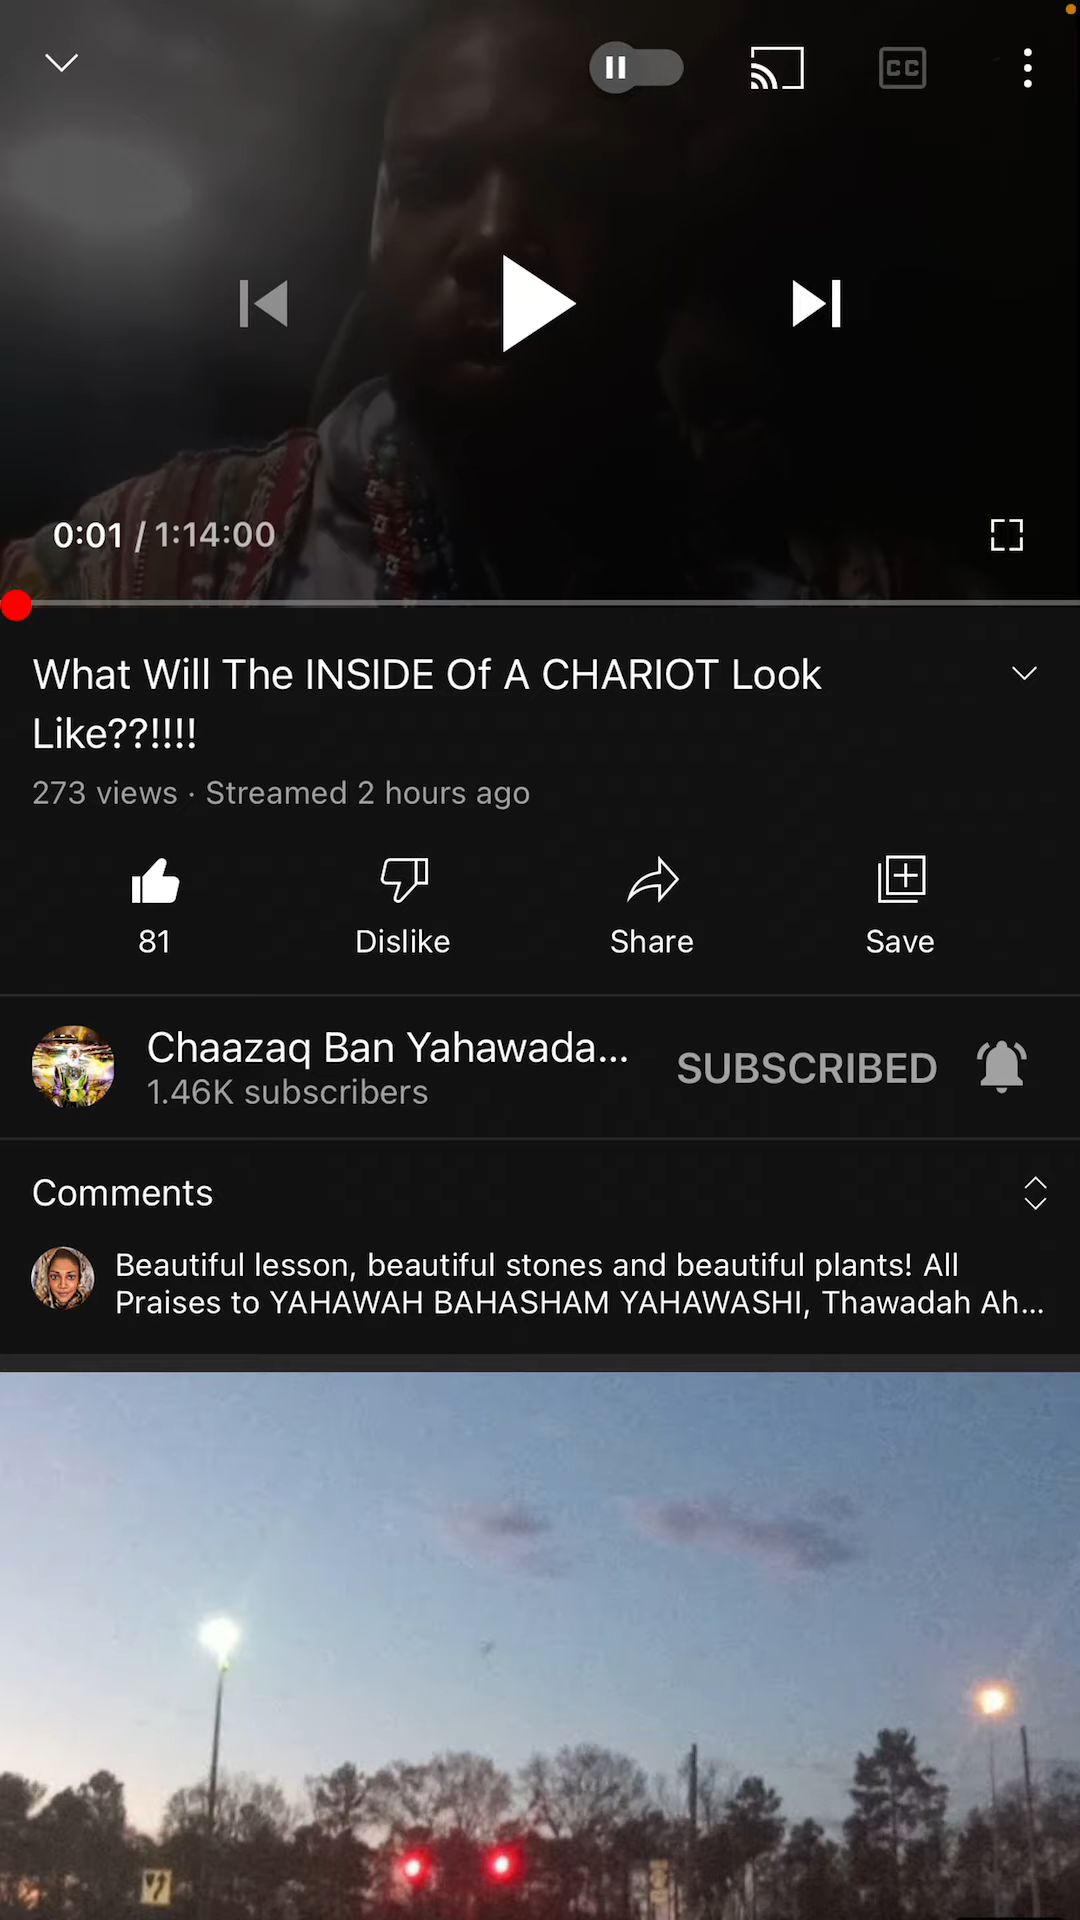 CC
0:01 / 1:14:00
What Will The INSIDE Of A CHARIOT Look
Like??!!!!
273 views · Streamed 2 hours ago
81
Dislike
Share
Save
Chaazaq Ban Yahawada...
1.46K subscribers
SUBSCRIBED
Comments
Beautiful lesson, beautiful stones and beautiful plants! All
Praises to YAHAWAH BAHASHAM YAHAWASHI, Thawadah Ah...